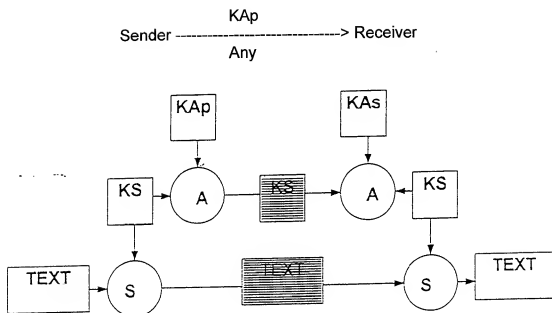 KAp
Sender ----------------------------> Receiver
Any
KAp KAs
KS A KS A KS
TEXT S TEXT S TEXT